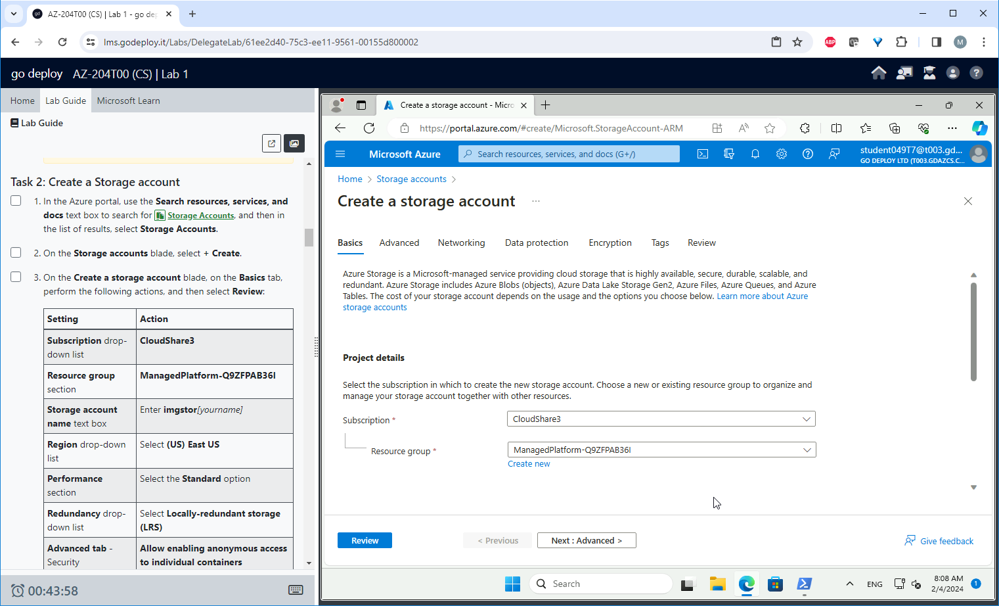 AZ-204T00 (CS) | Lab 1 - go de
lms.godeploy.it/Labs/DelegateLab/61ee2d40-75c3-ee11-9561-00155d800002
ABP
M
go deploy AZ-204T00 (CS) | Lab 1
Home Lab Guide Microsoft Learn
Lab Guide
Task 2: Create a Storage account
1. In the Azure portal, use the Search resources, services, and
docs text box to search for Storage Accounts, and then in
the list of results, select Storage Accounts.
2. On the Storage accounts blade, select + Create.
3. On the Create a storage account blade, on the Basics tab,
perform the following actions, and then select Review:
Setting Action
Subscription drop-
down list
CloudShare3
Resource group
section
ManagedPlatform-Q9ZFPAB36I
Storage account
name text box
Enter imgstor[yourname]
Region drop-down
list
Select (US) East US
Performance
section
Select the Standard option
Redundancy drop-
down list
Select Locally-redundant storage
(LRS)
Advanced tab -
Security
Allow enabling anonymous access
to individual containers
00:43:58
Create a storage account - Micro
https://portal.azure.com/#create/Microsoft.StorageAccount-ARM
Microsoft Azure
Search resources, services, and docs (G+/)
student049T7@t003.gd...
GO DEPLOY LTD (T003.GDAZCS.C...
Home > Storage accounts >
Create a storage account ...
Basics Advanced Networking Data protection Encryption Tags Review
Azure Storage is a Microsoft-managed service providing cloud storage that is highly available, secure, durable, scalable, and
redundant. Azure Storage includes Azure Blobs (objects), Azure Data Lake Storage Gen2, Azure Files, Azure Queues, and Azure
Tables. The cost of your storage account depends on the usage and the options you choose below. Learn more about Azure
storage accounts
Project details
Select the subscription in which to create the new storage account. Choose a new or existing resource group to organize and
manage your storage account together with other resources.
Subscription *
CloudShare3
Resource group *
ManagedPlatform-Q9ZFPAB36I
Create new
Review
< Previous
Next : Advanced >
Give feedback
Search
ENG
8:08 AM
2/4/2024
1